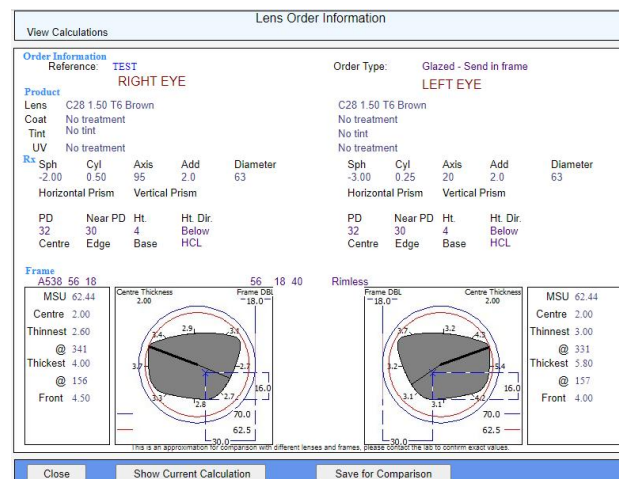 Lens Order Information
View Calculations
Order Information
Reference: TEST Order Type: Glazed - Send in frame
RIGHT EYE LEFT EYE
Product
Lens C28 1.50 T6 Brown C28 1.50 T6 Brown
Coat No treatment No treatment
Tint No tint No tint
UV No treatment No treatment
Rx Sph Cyl Axis Add Diameter Sph Cyl Axis Add Diameter
-2.00 0.50 95 2.0 63 -3.00 0.25 20 2.0 63
Horizontal Prism Vertical Prism Horizontal Prism Vertical Prism
PD Near PD Ht. Ht. Dir. PD Near PD Ht. Ht. Dir.
32 30 4 Below 32 30 4 Below
Centre Edge Base HCL Centre Edge Base HCL
Frame
A538 56 18 56 18 40 Rimless
MSU 62.44 Centre Thickness Frame DBL Frame DBL Centre Thickness MSU 62.44
2.00 18.0 18.0 2.00
Centre 2.00 Centre 2.00
3.4 2.9 3.1 3.7 3.2 4.3
Thinnest 2.60 Thinnest 3.00
@ 341 @ 331
3.7 2.7 3.2 5.4
Thickest 4.00 Thickest 5.80
@ 156 @ 157
16.0 16.0
3.3 2.8 2.7 3.1 3.1 4.2
Front 4.50 Front 4.00
70.0 70.0
62.5 62.5
30.0 30.0
This is an approximation for comparison with different lenses and frames, please contact the lab to confirm exact values.
Close Show Current Calculation Save for Comparison